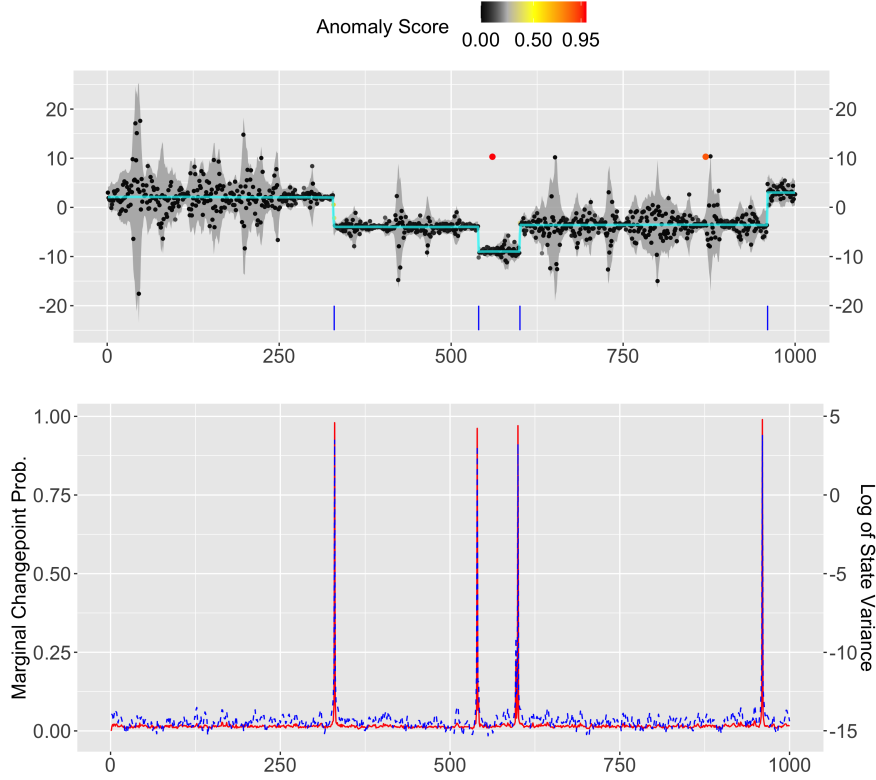 Anomaly Score
0.00 0.50 0.95
20 20
10 10
0 0
-10 -10
-20 -20
0 250 500 750 1000
Marginal Changepoint Prob.
1.00 5
0.75 0
0.50 -5
0.25 -10
0.00 -15
Log of State Variance
0 250 500 750 1000